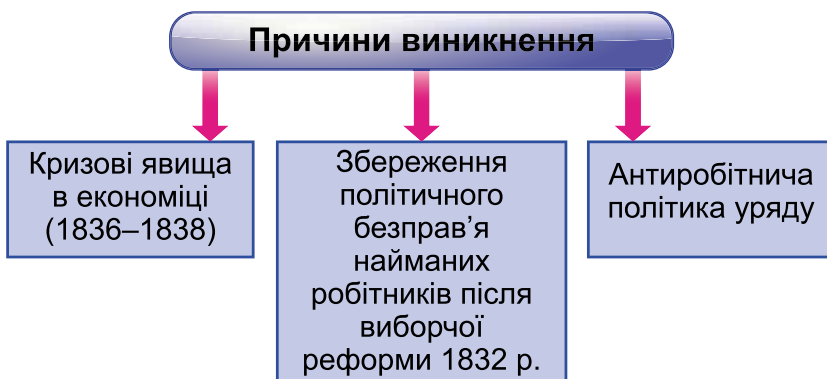 Причини виникнення
Кризові явища
в економіці
(1836–1838)
Збереження
політичного
безправ’я
найманих
робітників після
виборчої
реформи 1832 р.
Антиробітнича
політика уряду